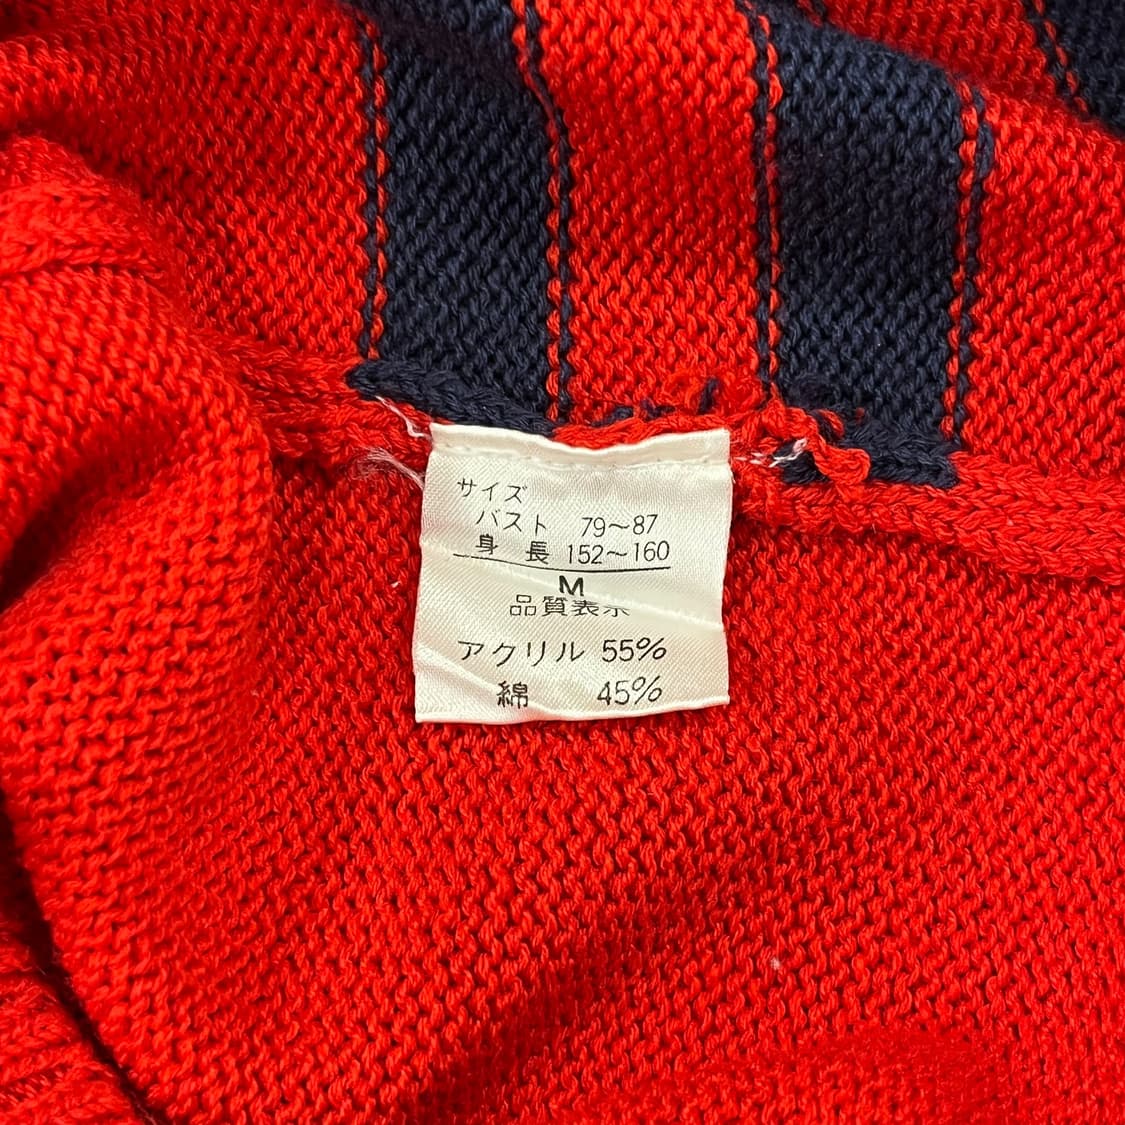 サイズ
バスト 79～87
身長 152～160
M
品質表示
アクリル 55%
綿 45%